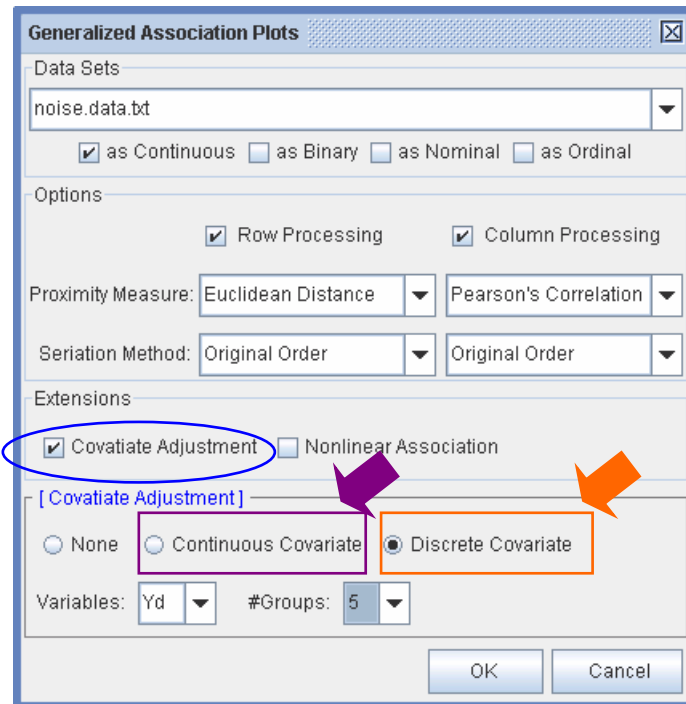 Generalized Association Plots
Data Sets
noise.data.txt
as Continuous as Binary as Nominal as Ordinal
Options
Row Processing Column Processing
Proximity Measure: Euclidean Distance Pearson's Correlation
Seriation Method: Original Order Original Order
Extensions
Covatiate Adjustment Nonlinear Association
[ Covatiate Adjustment ]
None Continuous Covariate Discrete Covariate
Variables: Yd #Groups: 5
OK Cancel